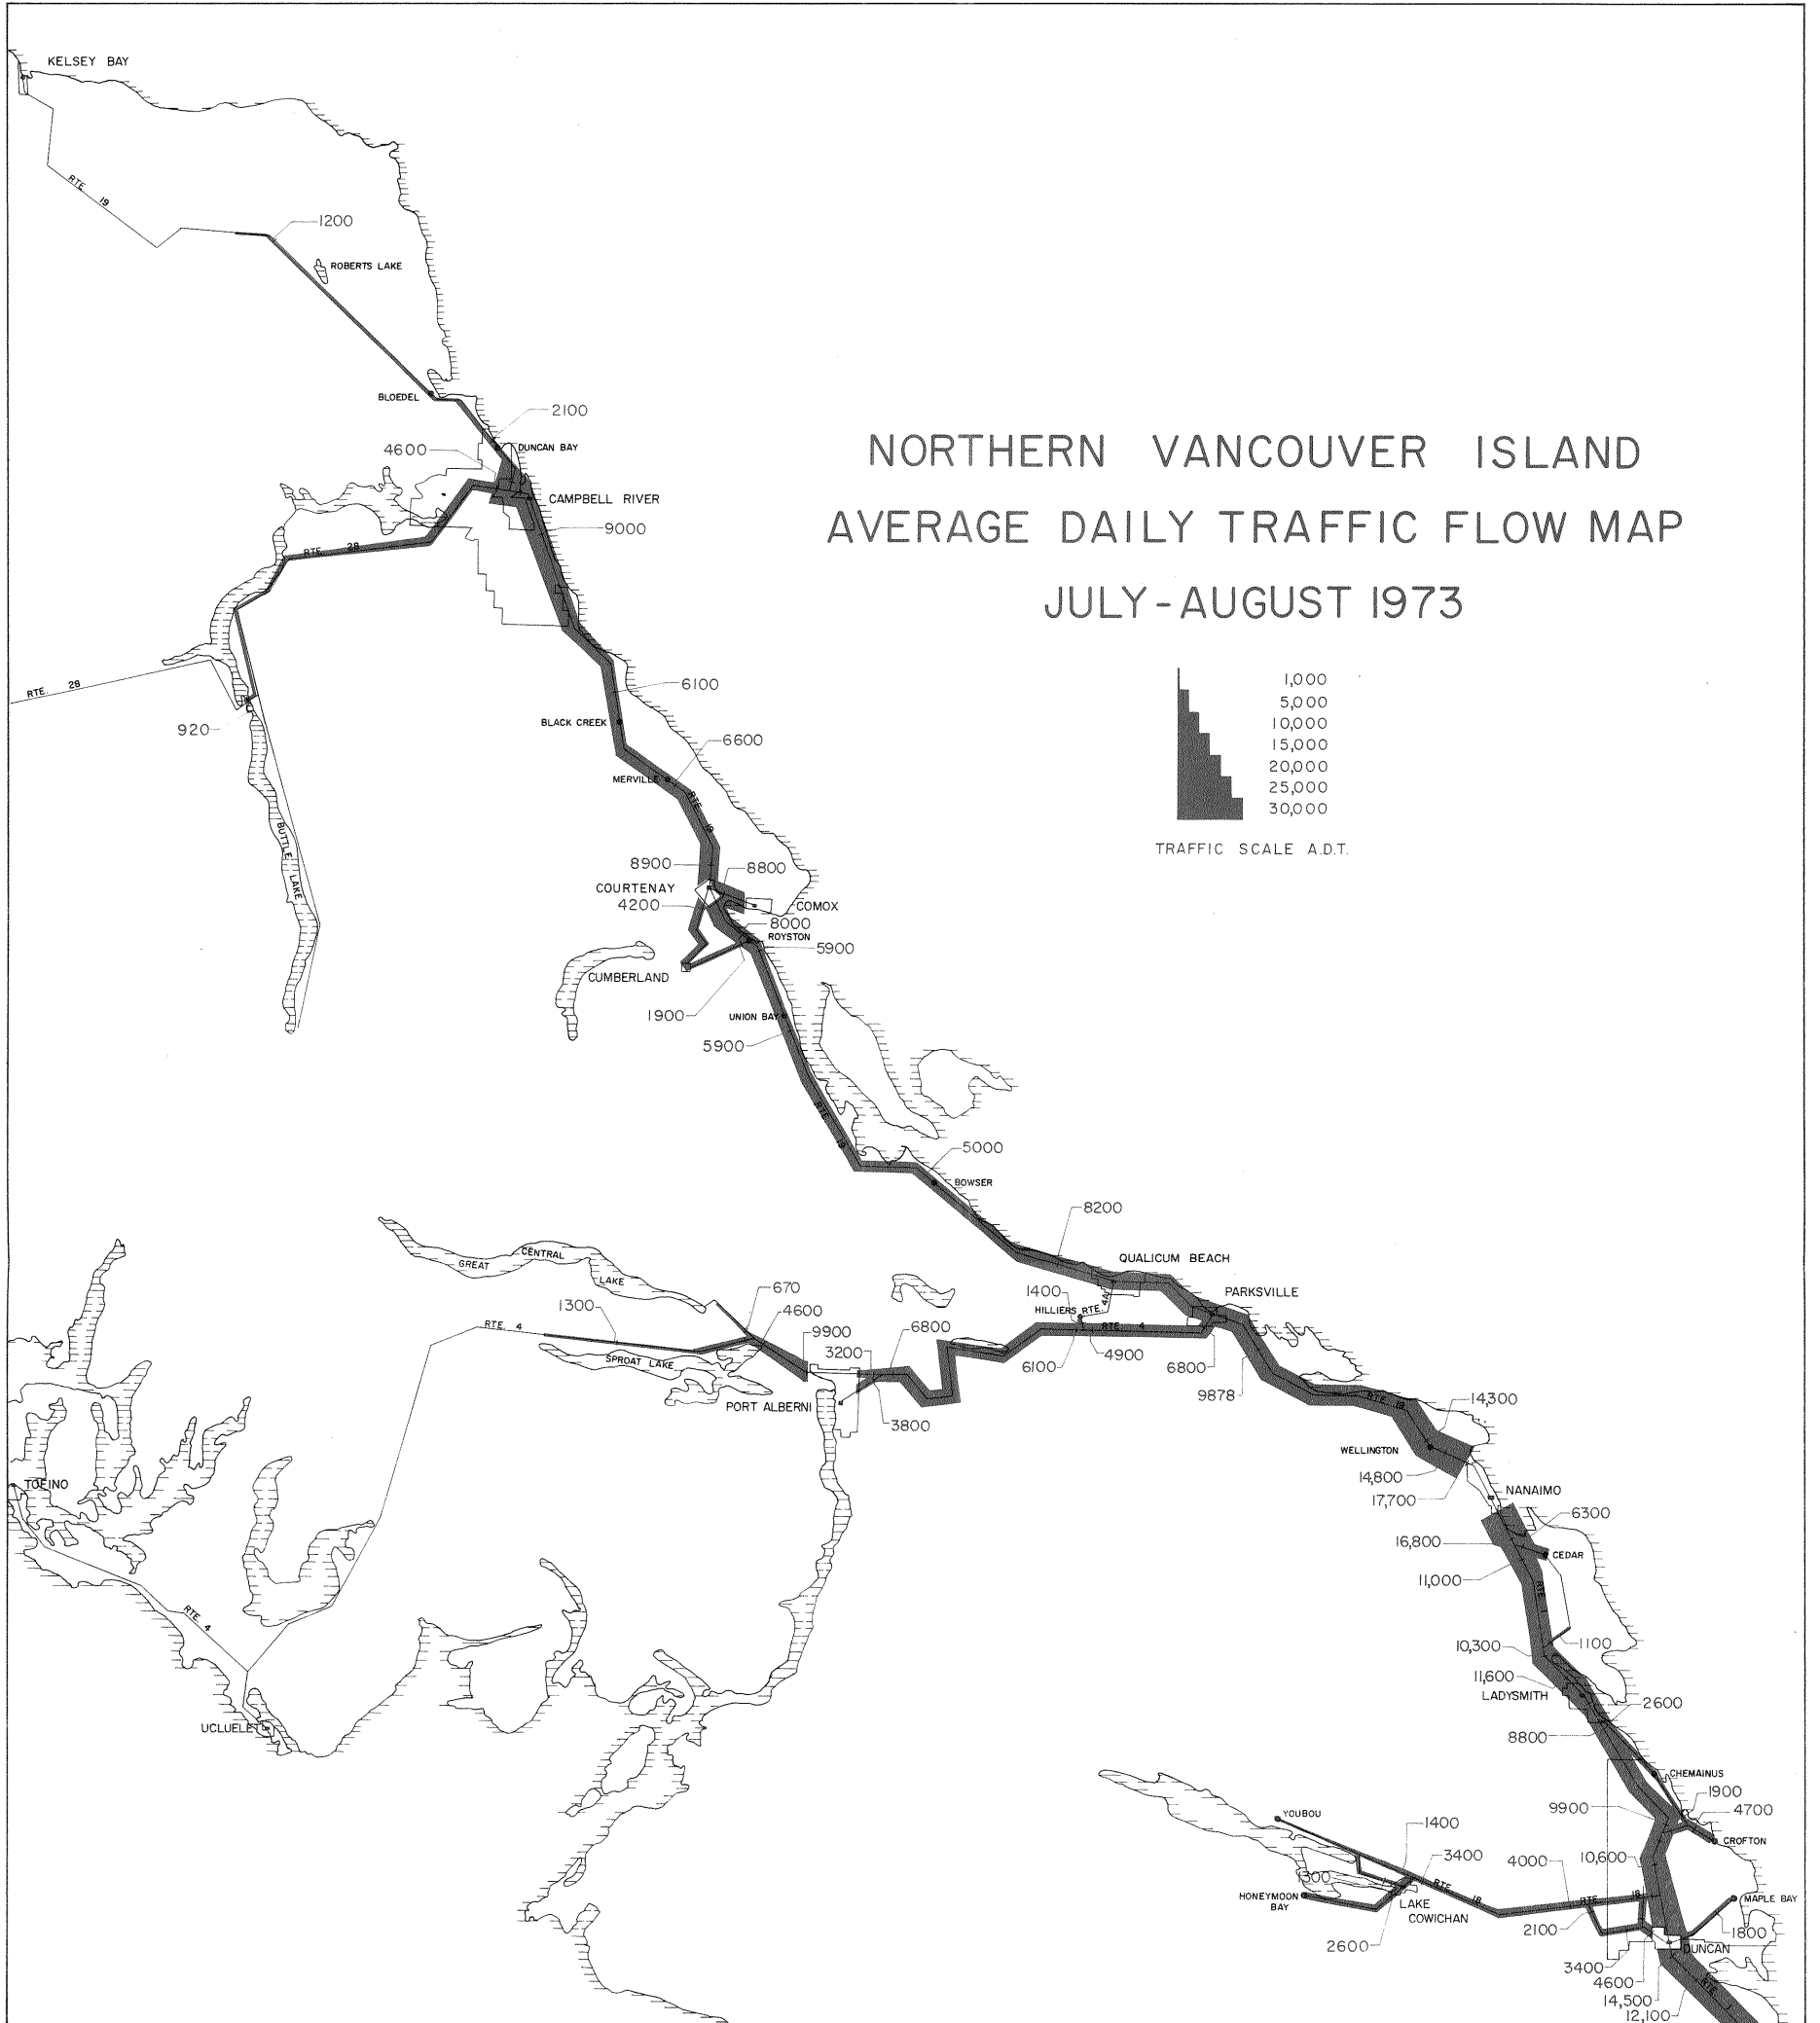 KELSEY BAY
RTE. 19
1200
ROBERTS LAKE
BLOEDEL
2100
4600
DUNCAN BAY
CAMPBELL RIVER
9000
RTE. 28
NORTHERN VANCOUVER ISLAND
AVERAGE DAILY TRAFFIC FLOW MAP
JULY-AUGUST 1973
1,000
5,000
10,000
15,000
20,000
25,000
30,000
TRAFFIC SCALE A.D.T.
RTE. 28
920
6100
BLACK CREEK
6600
MERVILLE
RTE. 19
BUTTLE LAKE
8900
8800
COURTENAY
4200
COMOX
8000
ROYSTON
5900
CUMBERLAND
1900
UNION BAY
5900
RTE. 19
5000
BOWSER
8200
QUALICUM BEACH
GREAT CENTRAL LAKE
670
1300
4600
RTE. 4
9900
SPROAT LAKE
3200
6800
1400
HILLIERS
RTE. 4A
PARKSVILLE
RTE. 4
6100
4900
6800
9878
PORT ALBERNI
3800
RTE. 19
14,300
WELLINGTON
14,800
17,700
NANAIMO
TOFINO
6300
16,800
CEDAR
11,000
RTE. 1
RTE. 4
1100
10,300
11,600
LADYSMITH
2600
8800
UCLUELET
CHEMAINUS
1900
9900
4700
CROFTON
YOUBOU
1400
3400
4000
10,600
1300
RTE. 18
RTE. 18
HONEYMOON
BAY
LAKE
COWICHAN
MAPLE BAY
2600
2100
1800
DUNCAN
3400
4600
14,500
12,100
RTE. 1